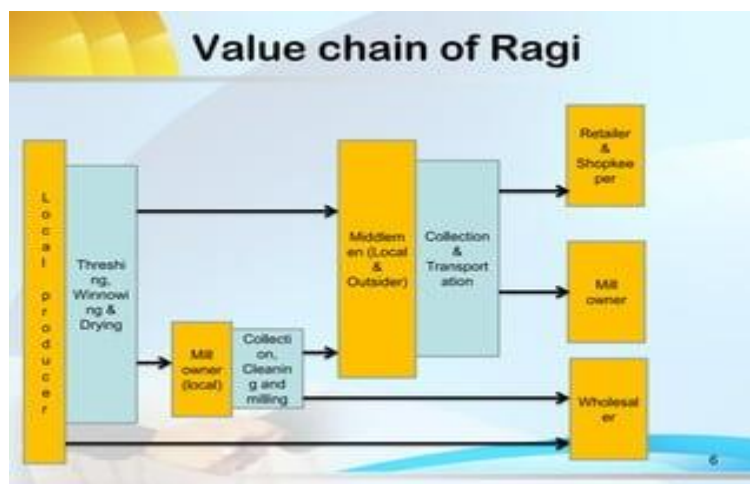 Value chain of Ragi
L
o
c
a
l
p
r
o
d
u
c
e
r
Threshi
ng,
Winnowi
ng &
Drying
Mill
owner
(local)
Collecti
on,
Cleanin
g and
milling
Middlem
en (Local
&
Outsider)
Collection
&
Transport
ation
Retailer
&
Shopkee
per
Mill
owner
Wholesal
er
6